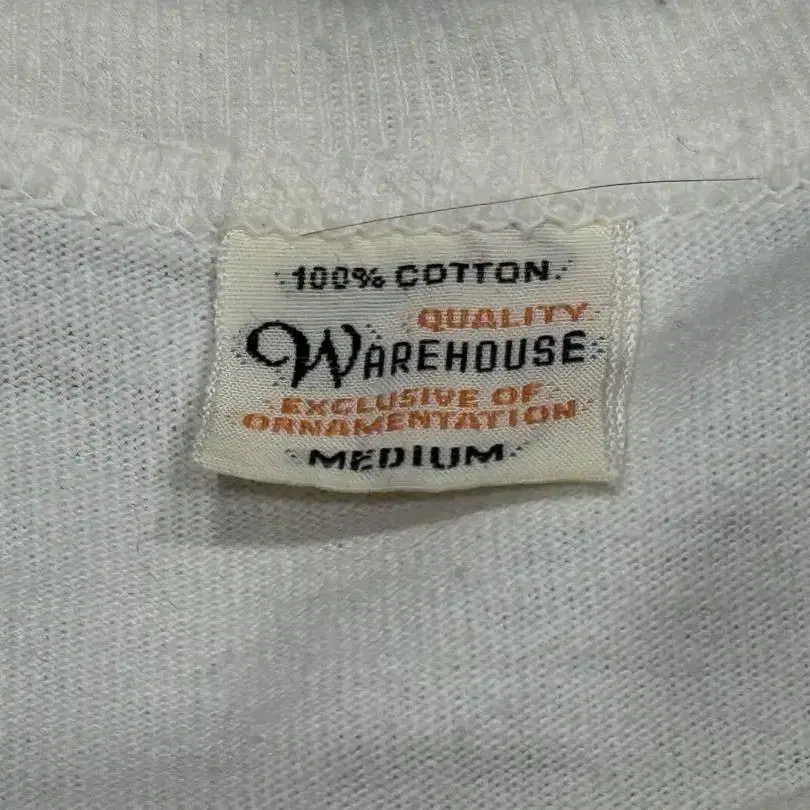 100% COTTON
QUALITY
WAREHOUSE
EXCLUSIVE OF
ORNAMENTATION
MEDIUM